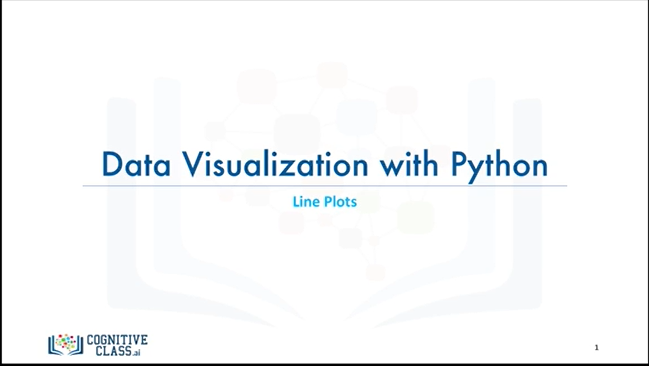 Data Visualization with Python
Line Plots
COGNITIVE
CLASS.ai
1